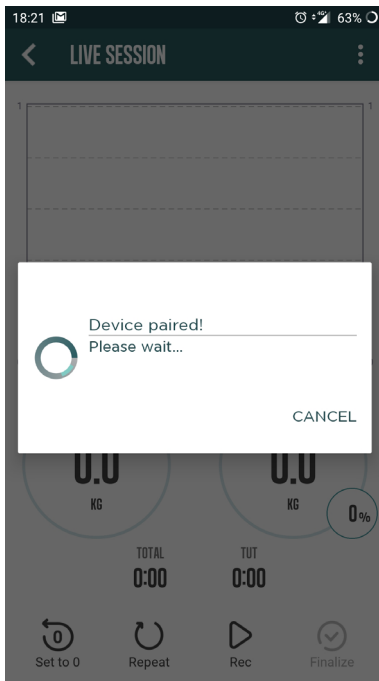 18:21 4G 63%
LIVE SESSION
1 1
Device paired!
Please wait...
CANCEL
0.0 0.0
KG KG
0%
TOTAL TUT
0:00 0:00
0
Set to 0 Repeat Rec Finalize